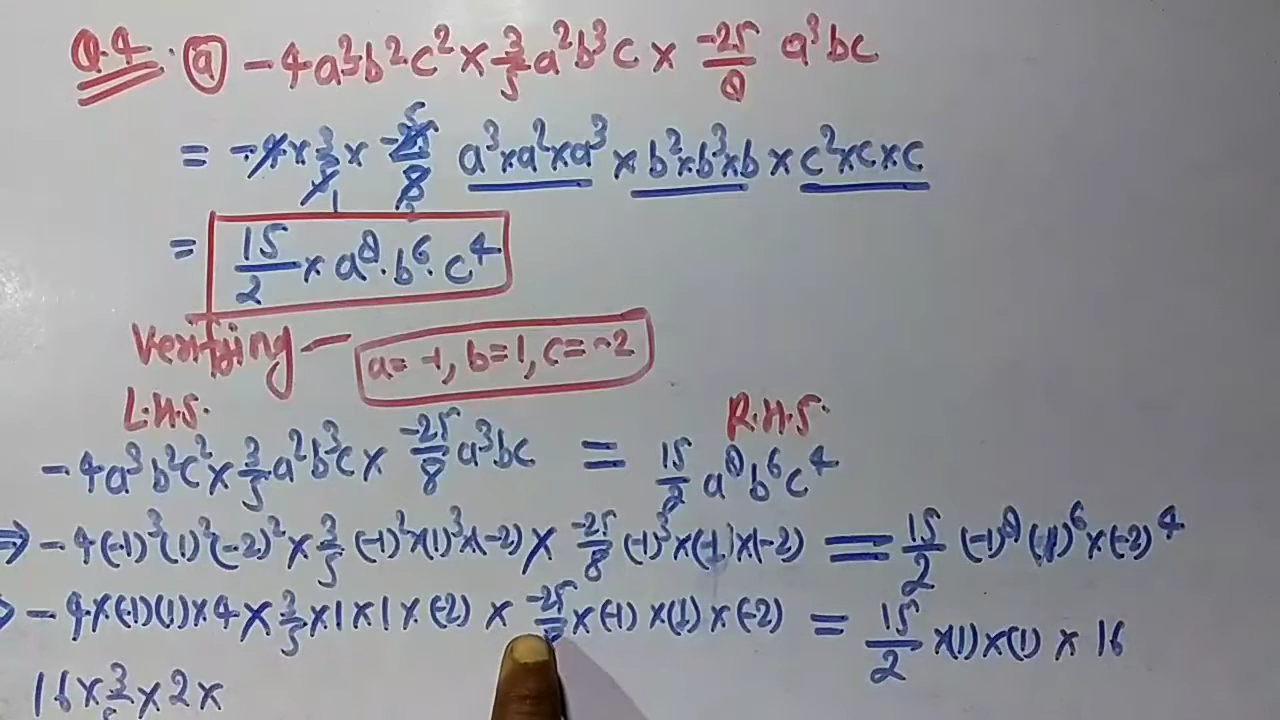 Q.4. (a) -4a³b²c² × 3/5 a²b³c × -25/8 a³bc
= -4 × 3/5 × -25/8 a³×a²×a³ × b²×b³×b × c²×c×c
= 15/2 × a⁸·b⁶·c⁴
Verifying — a=-1, b=1, c=-2
L.H.S. R.H.S.
-4a³b²c² × 3/5 a²b³c × -25/8 a³bc = 15/2 a⁸b⁶c⁴
⇒ -4(-1)³(1)²(-2)² × 3/5 (-1)²×(1)³×(-2) × -25/8 (-1)³×(1)×(-2) = 15/2 (-1)⁸(1)⁶×(-2)⁴
⇒ -4×(-1)(1)×4 × 3/5 ×1×1×(-2) × -25/8 ×(-1)×(1)×(-2) = 15/2 ×(1)×(1)×16
16 × 3/5 × 2 ×